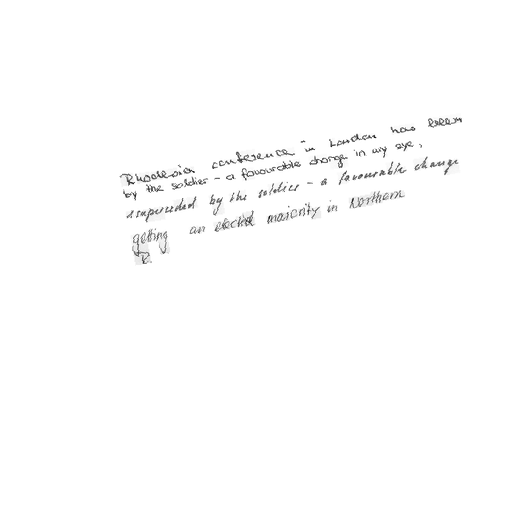 Rhodesian conference in London has been
by the soldier - a favourable change in my eye,
superseded by the soldier - a favourable change
getting an elected majority in Northern
R.